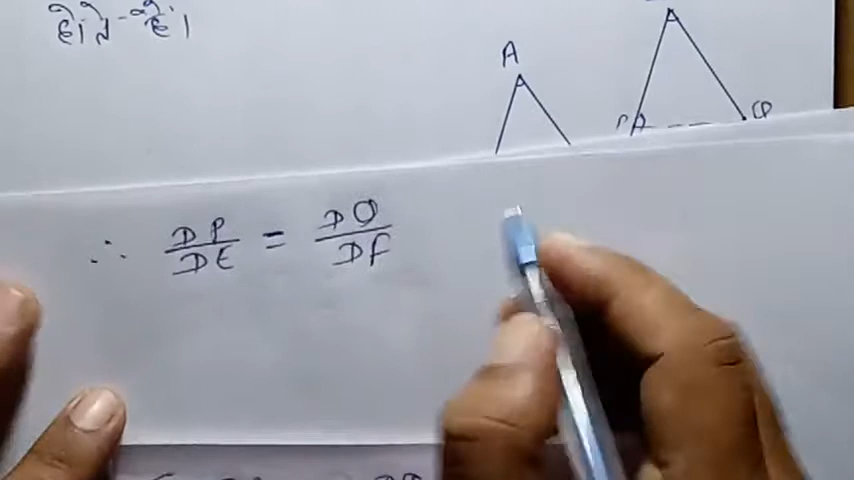 होते है।
A
P Q
∴ DP/DE = DQ/DF